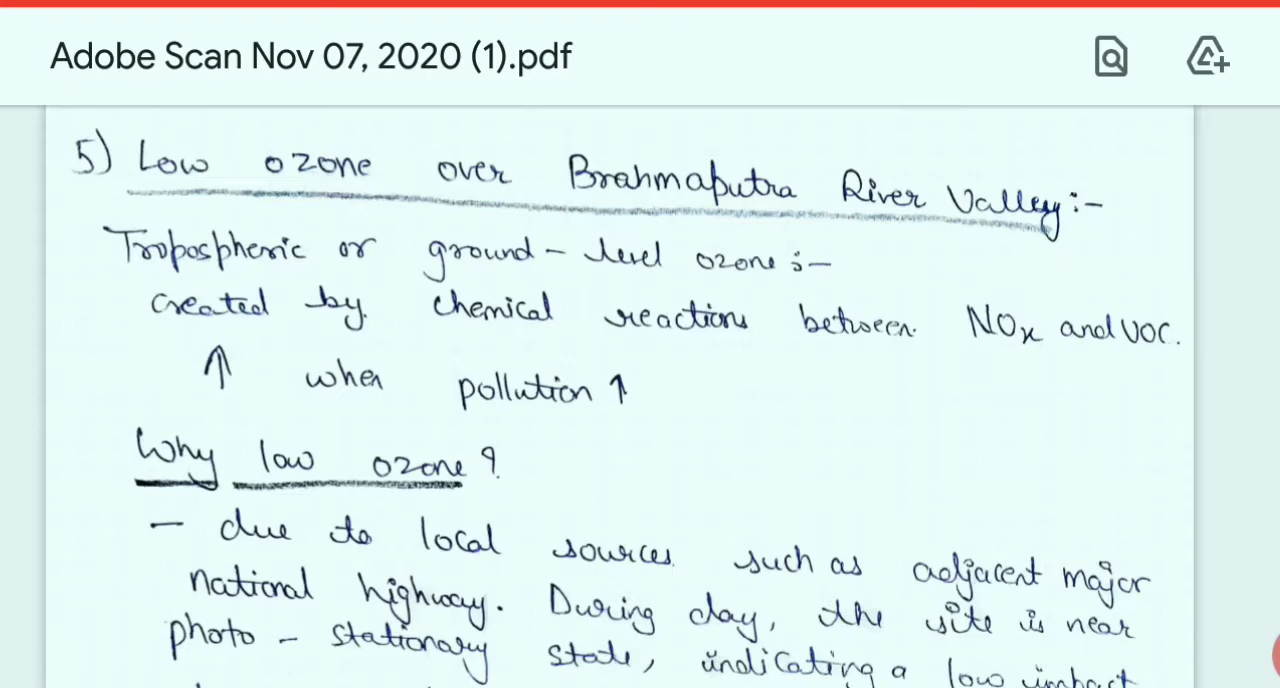 Adobe Scan Nov 07, 2020 (1).pdf
5) Low ozone over Brahmaputra River Valley:-
Tropospheric or ground-level ozone :-
created by chemical reactions between NOx and VOC.
↑ when pollution ↑
Why low ozone?
- due to local sources such as adjacent major
national highway. During day, the site is near
photo-stationary state, indicating a low impact